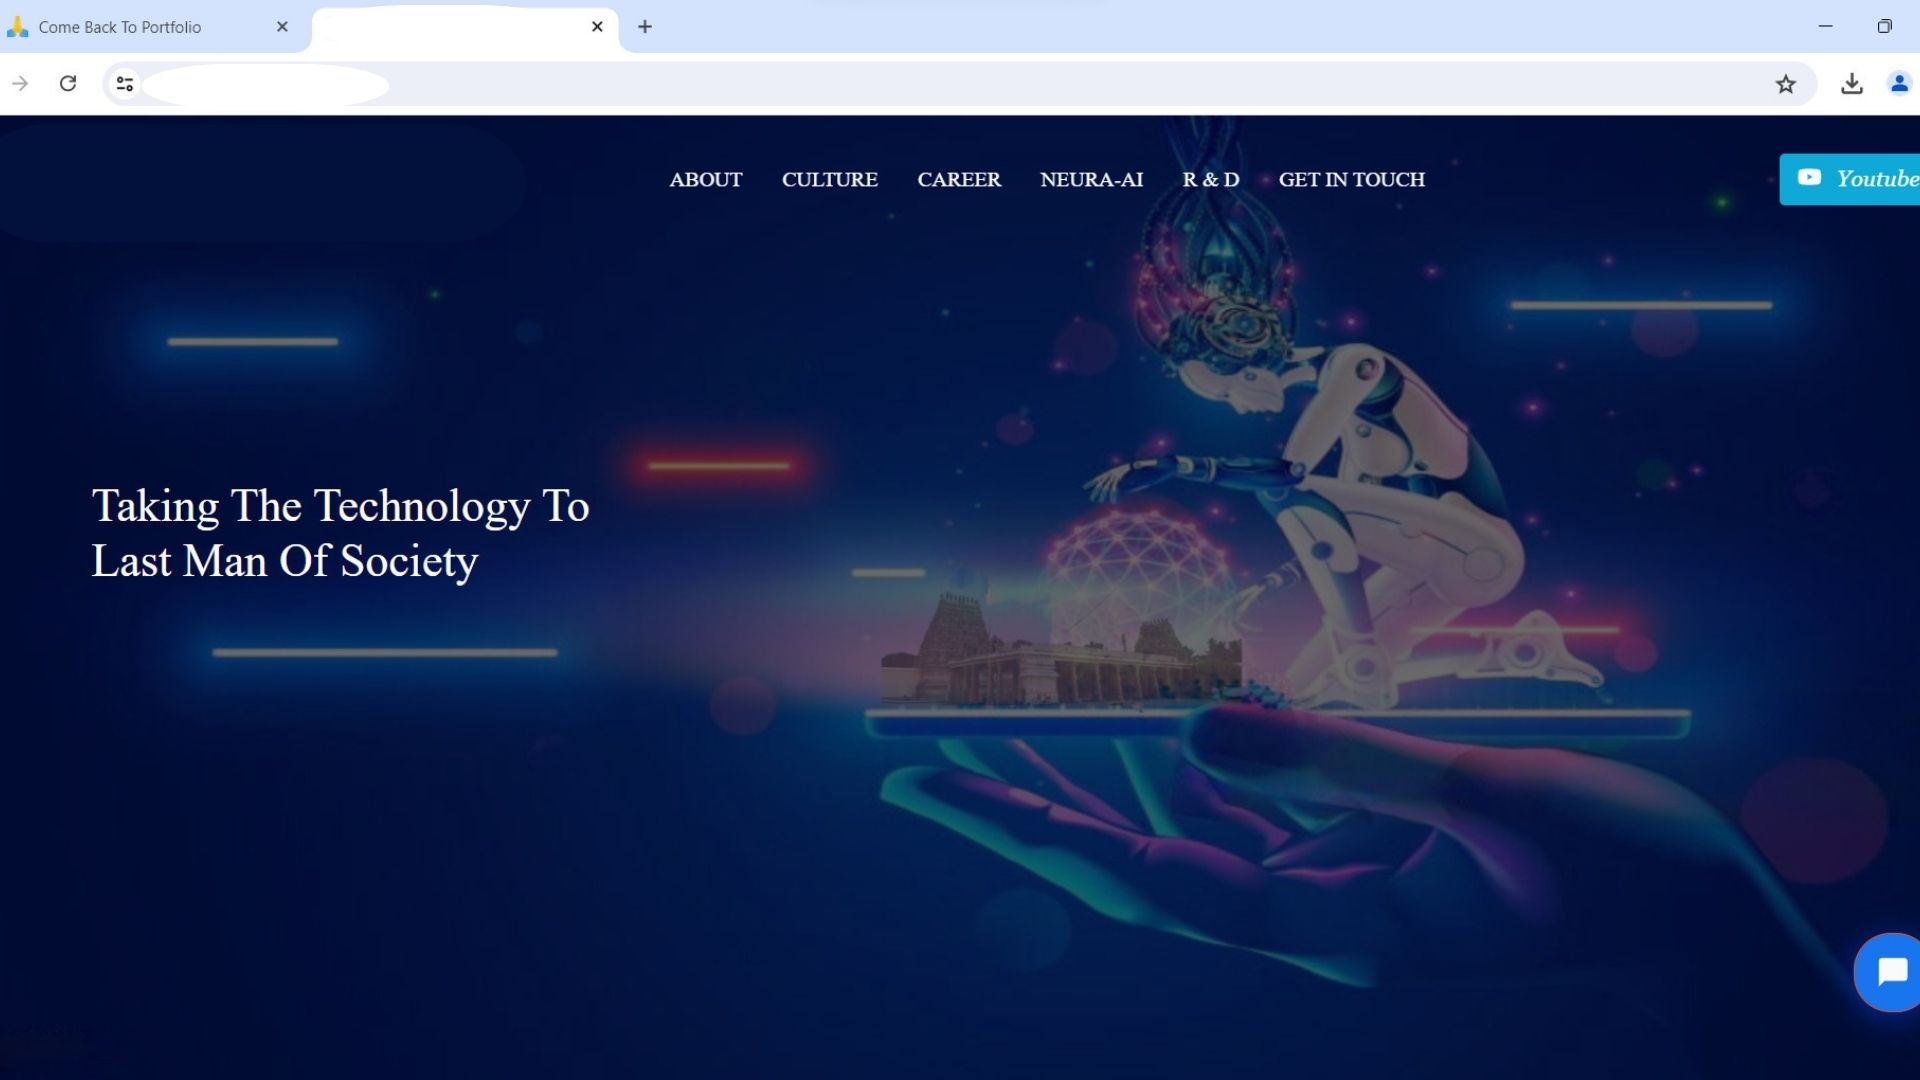 Come Back To Portfolio
ABOUT CULTURE CAREER NEURA-AI R & D GET IN TOUCH Youtube
Taking The Technology To
Last Man Of Society